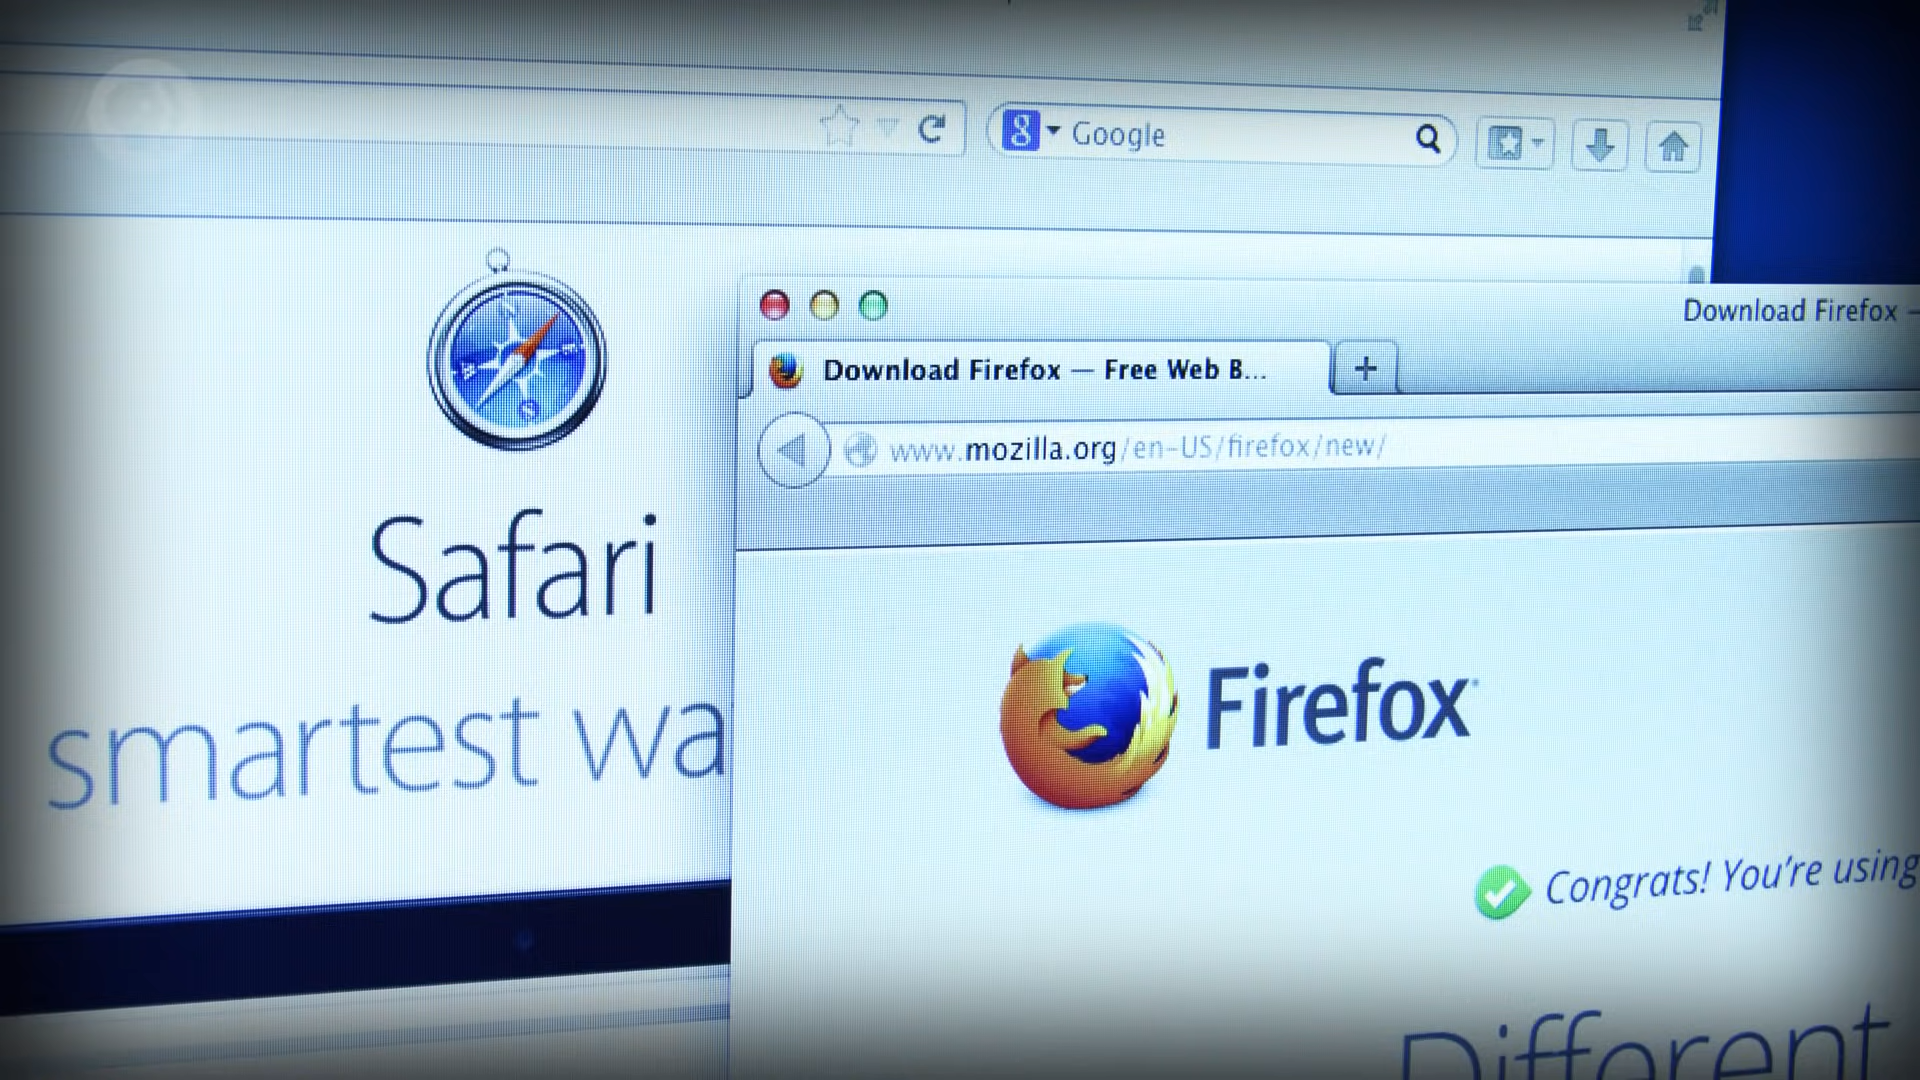 Google
Safari
smartest wa
Download Firefox –
Download Firefox — Free Web B...
www.mozilla.org/en-US/firefox/new/
Firefox
Congrats! You're using
Different